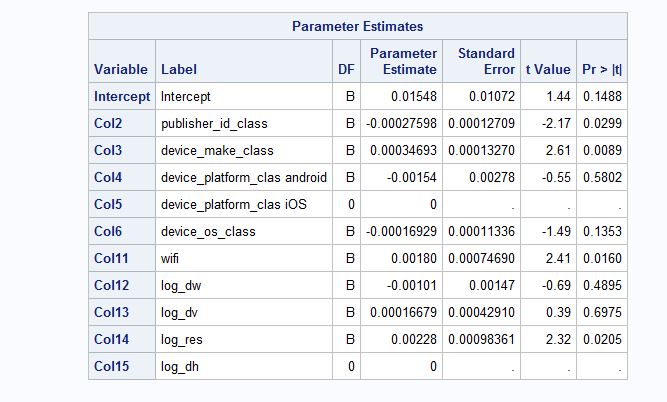 Parameter Estimates
Variable Label DF Parameter Estimate Standard Error t Value Pr > |t|
Intercept Intercept B 0.01548 0.01072 1.44 0.1488
Col2 publisher_id_class B -0.00027598 0.00012709 -2.17 0.0299
Col3 device_make_class B 0.00034693 0.00013270 2.61 0.0089
Col4 device_platform_clas android B -0.00154 0.00278 -0.55 0.5802
Col5 device_platform_clas iOS 0 0 . . .
Col6 device_os_class B -0.00016929 0.00011336 -1.49 0.1353
Col11 wifi B 0.00180 0.00074690 2.41 0.0160
Col12 log_dw B -0.00101 0.00147 -0.69 0.4895
Col13 log_dv B 0.00016679 0.00042910 0.39 0.6975
Col14 log_res B 0.00228 0.00098361 2.32 0.0205
Col15 log_dh 0 0 . . .